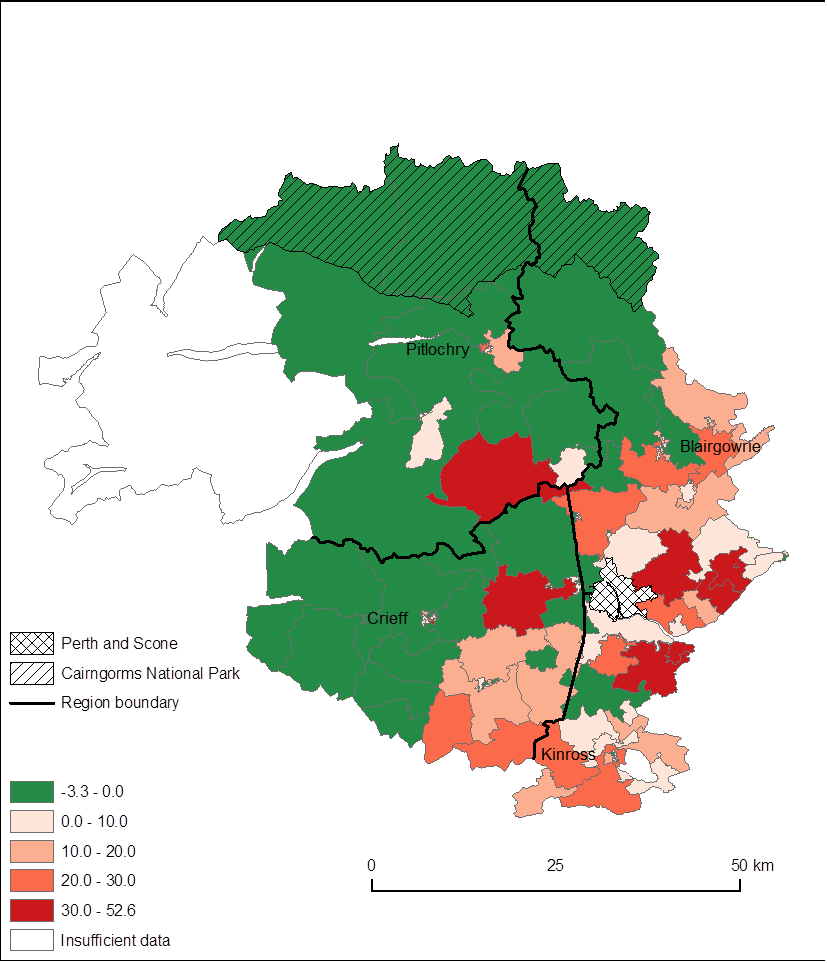 Pitlochry
Blairgowrie
Crieff
Kinross
Perth and Scone
Cairngorms National Park
Region boundary
-3.3 - 0.0
0.0 - 10.0
10.0 - 20.0
20.0 - 30.0
30.0 - 52.6
Insufficient data
0 25 50 km